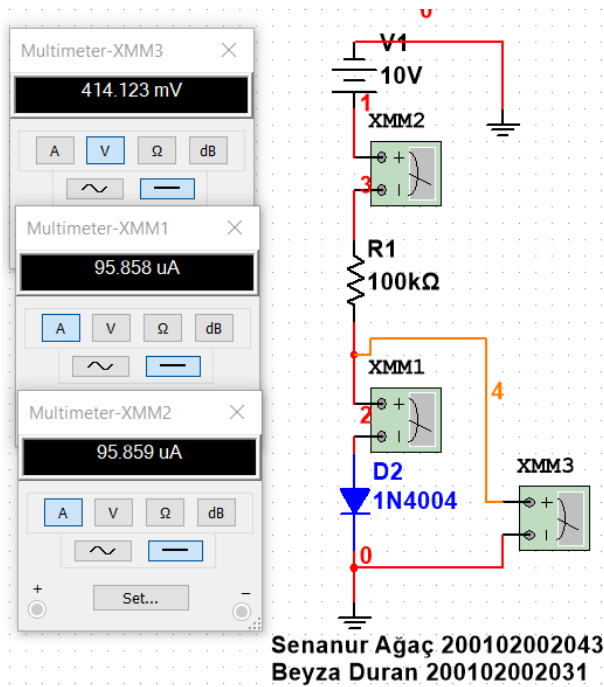 Multimeter-XMM3
414.123 mV
A V Ω dB
Multimeter-XMM1
95.858 uA
A V Ω dB
Multimeter-XMM2
95.859 uA
A V Ω dB
+ Set... –
0
V1
10V
1
XMM2
+
3
R1
100kΩ
XMM1
4
+
2
D2
XMM3
1N4004
+
0
Senanur Ağaç 200102002043
Beyza Duran 200102002031